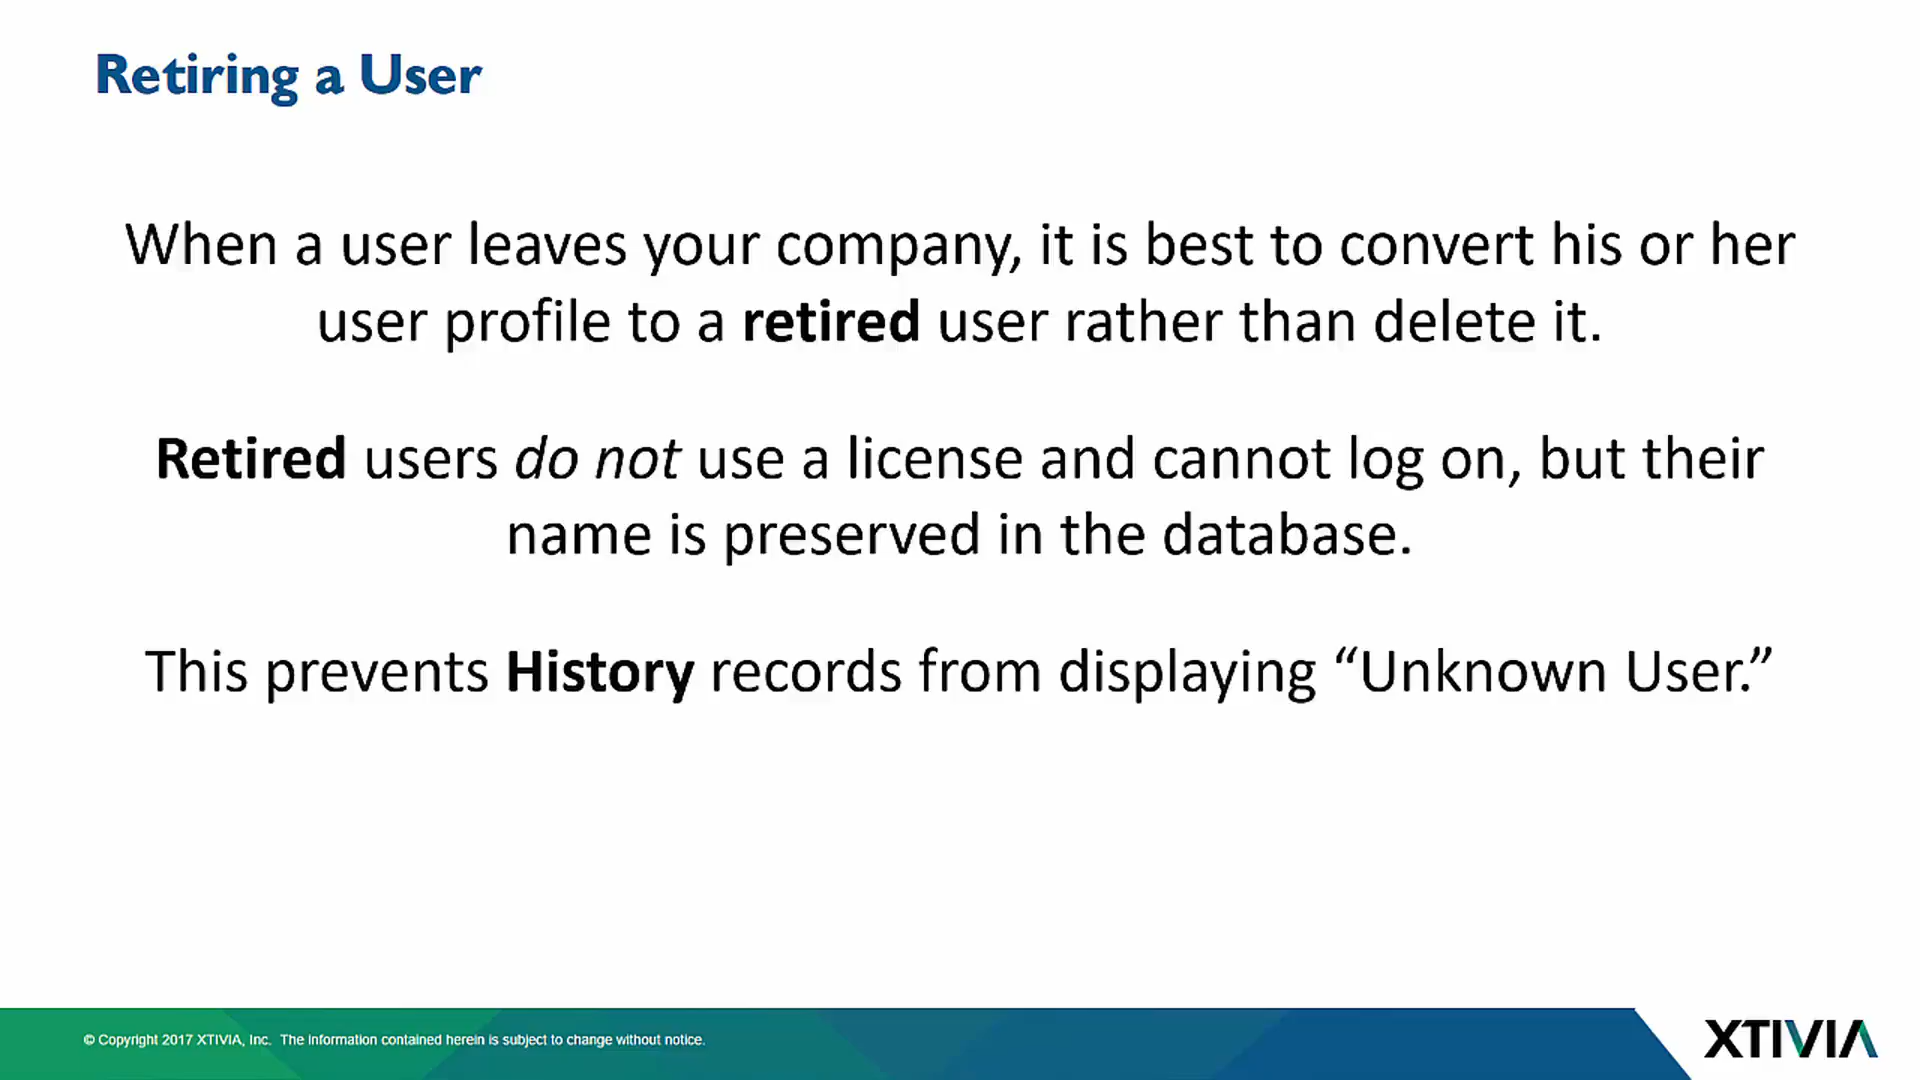 Retiring a User
When a user leaves your company, it is best to convert his or her
user profile to a retired user rather than delete it.
Retired users do not use a license and cannot log on, but their
name is preserved in the database.
This prevents History records from displaying “Unknown User.”
© Copyright 2017 XTIVIA, Inc. The information contained herein is subject to change without notice.
XTIVIA